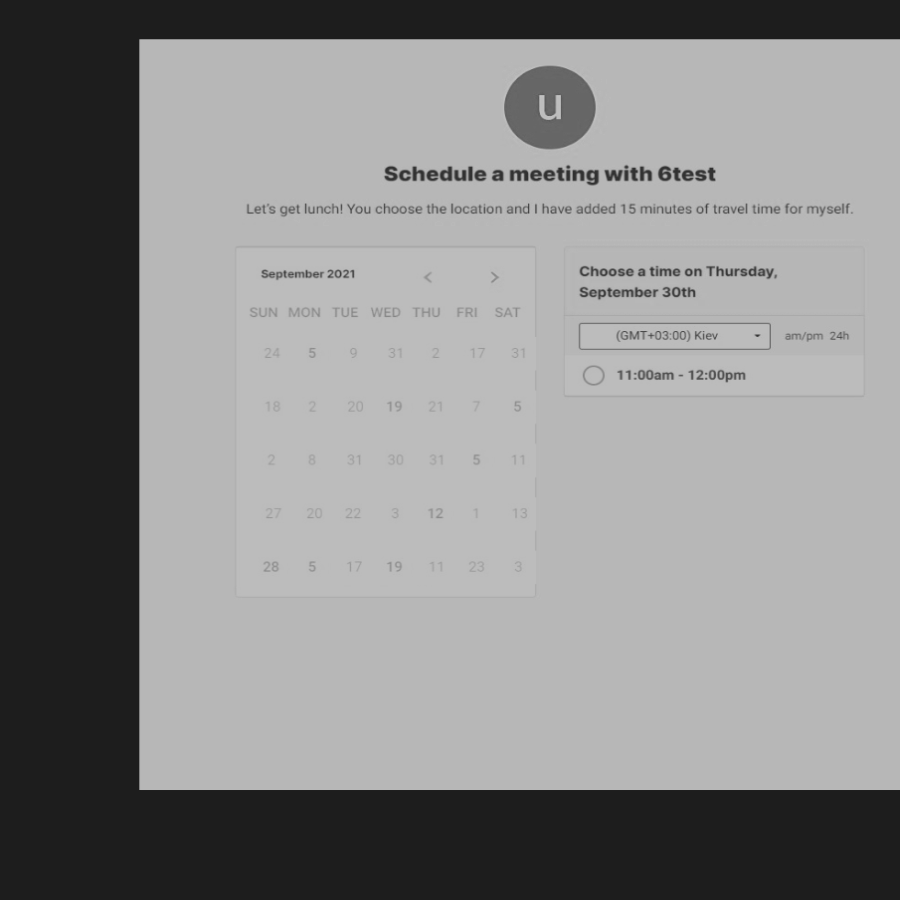 u
Schedule a meeting with 6test
Let's get lunch! You choose the location and I have added 15 minutes of travel time for myself.
September 2021 < >
SUN MON TUE WED THU FRI SAT
24 5 9 31 2 17 31
18 2 20 19 21 7 5
2 8 31 30 31 5 11
27 20 22 3 12 1 13
28 5 17 19 11 23 3
Choose a time on Thursday,
September 30th
(GMT+03:00) Kiev am/pm 24h
11:00am - 12:00pm